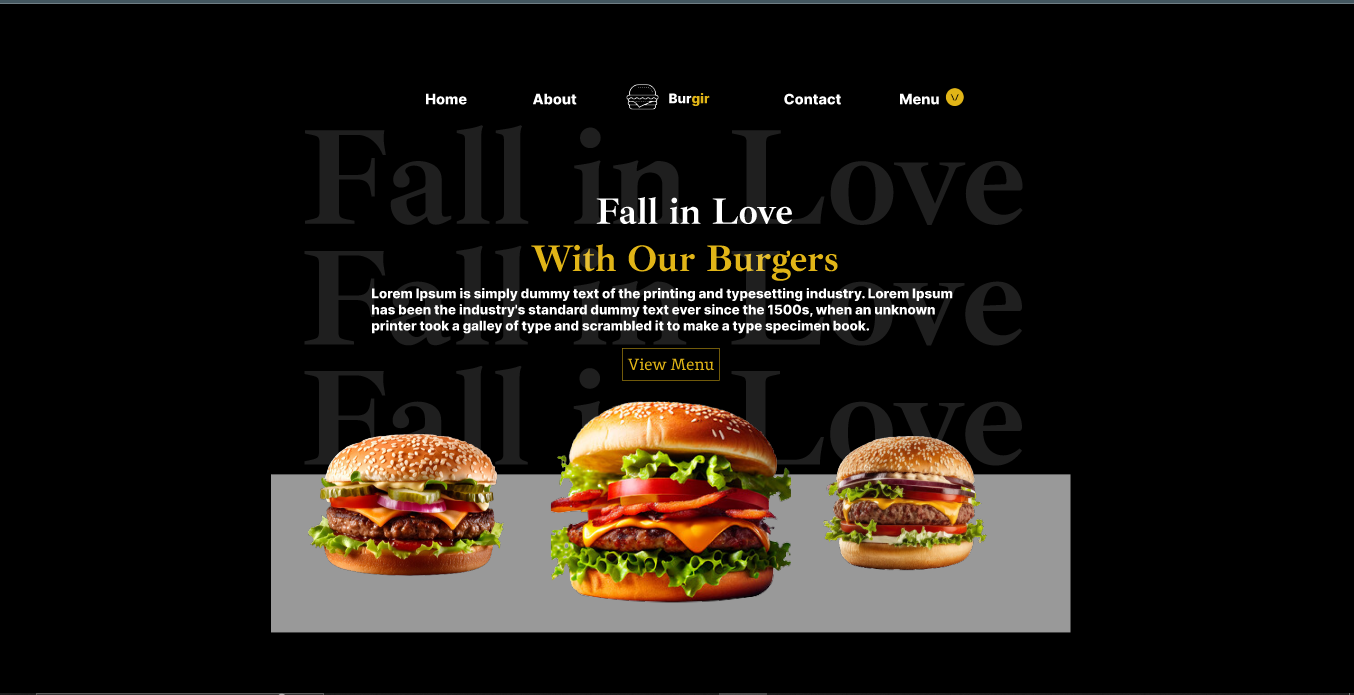 Home About Burgir Contact Menu
Fall in Love
Fall in Love
With Our Burgers
Fall in Love
Lorem Ipsum is simply dummy text of the printing and typesetting industry. Lorem Ipsum
has been the industry's standard dummy text ever since the 1500s, when an unknown
printer took a galley of type and scrambled it to make a type specimen book.
View Menu
Fall in Love